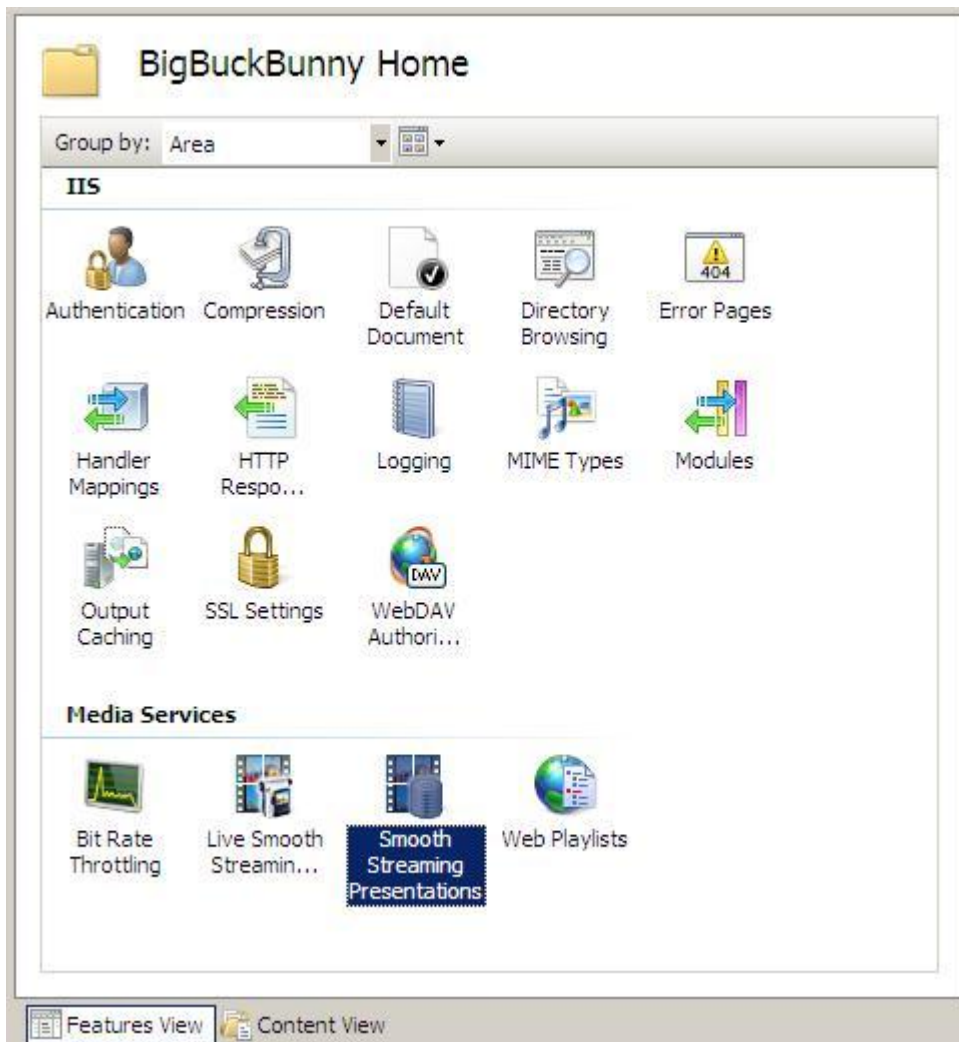 BigBuckBunny Home
Group by: Area
IIS
Authentication Compression Default Directory Error Pages
Document Browsing
404
Handler HTTP Logging MIME Types Modules
Mappings Respo...
DAV
Output SSL Settings WebDAV
Caching Authori...
Media Services
Bit Rate Live Smooth Smooth Web Playlists
Throttling Streamin... Streaming
Presentations
Features View Content View